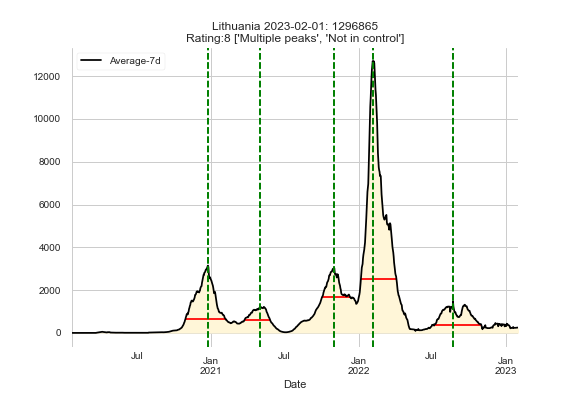 Lithuania 2023-02-01: 1296865
Rating:8 ['Multiple peaks', 'Not in control']
Average-7d
12000
10000
8000
6000
4000
2000
0
Jul
Jan
2021
Jul
Jan
2022
Jul
Jan
2023
Date